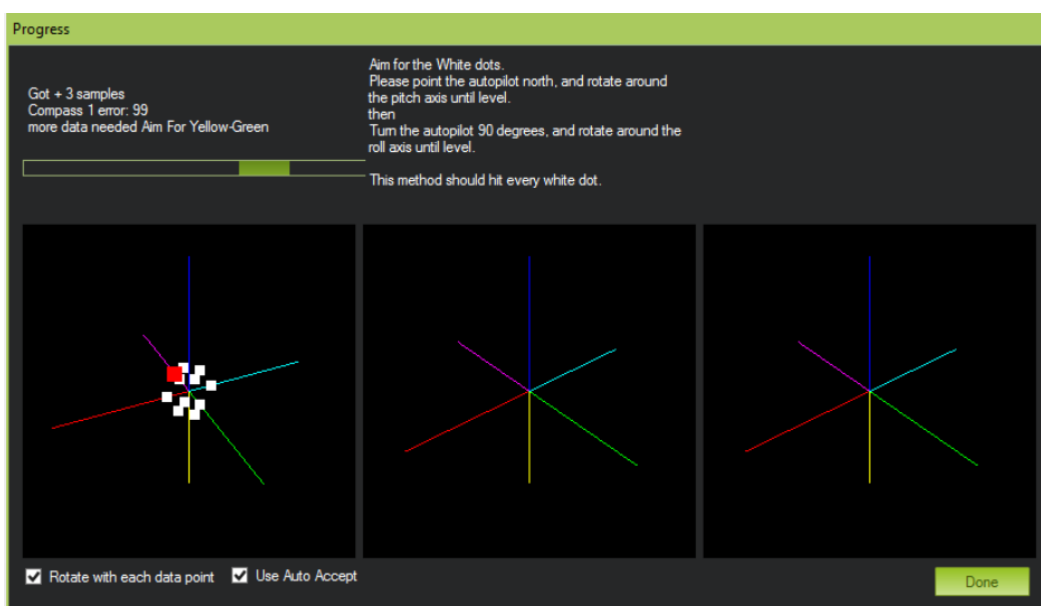 Progress
Got + 3 samples
Compass 1 error: 99
more data needed Aim For Yellow-Green
Aim for the White dots.
Please point the autopilot north, and rotate around
the pitch axis until level.
then
Turn the autopilot 90 degrees, and rotate around the
roll axis until level.
This method should hit every white dot.
Rotate with each data point
Use Auto Accept
Done